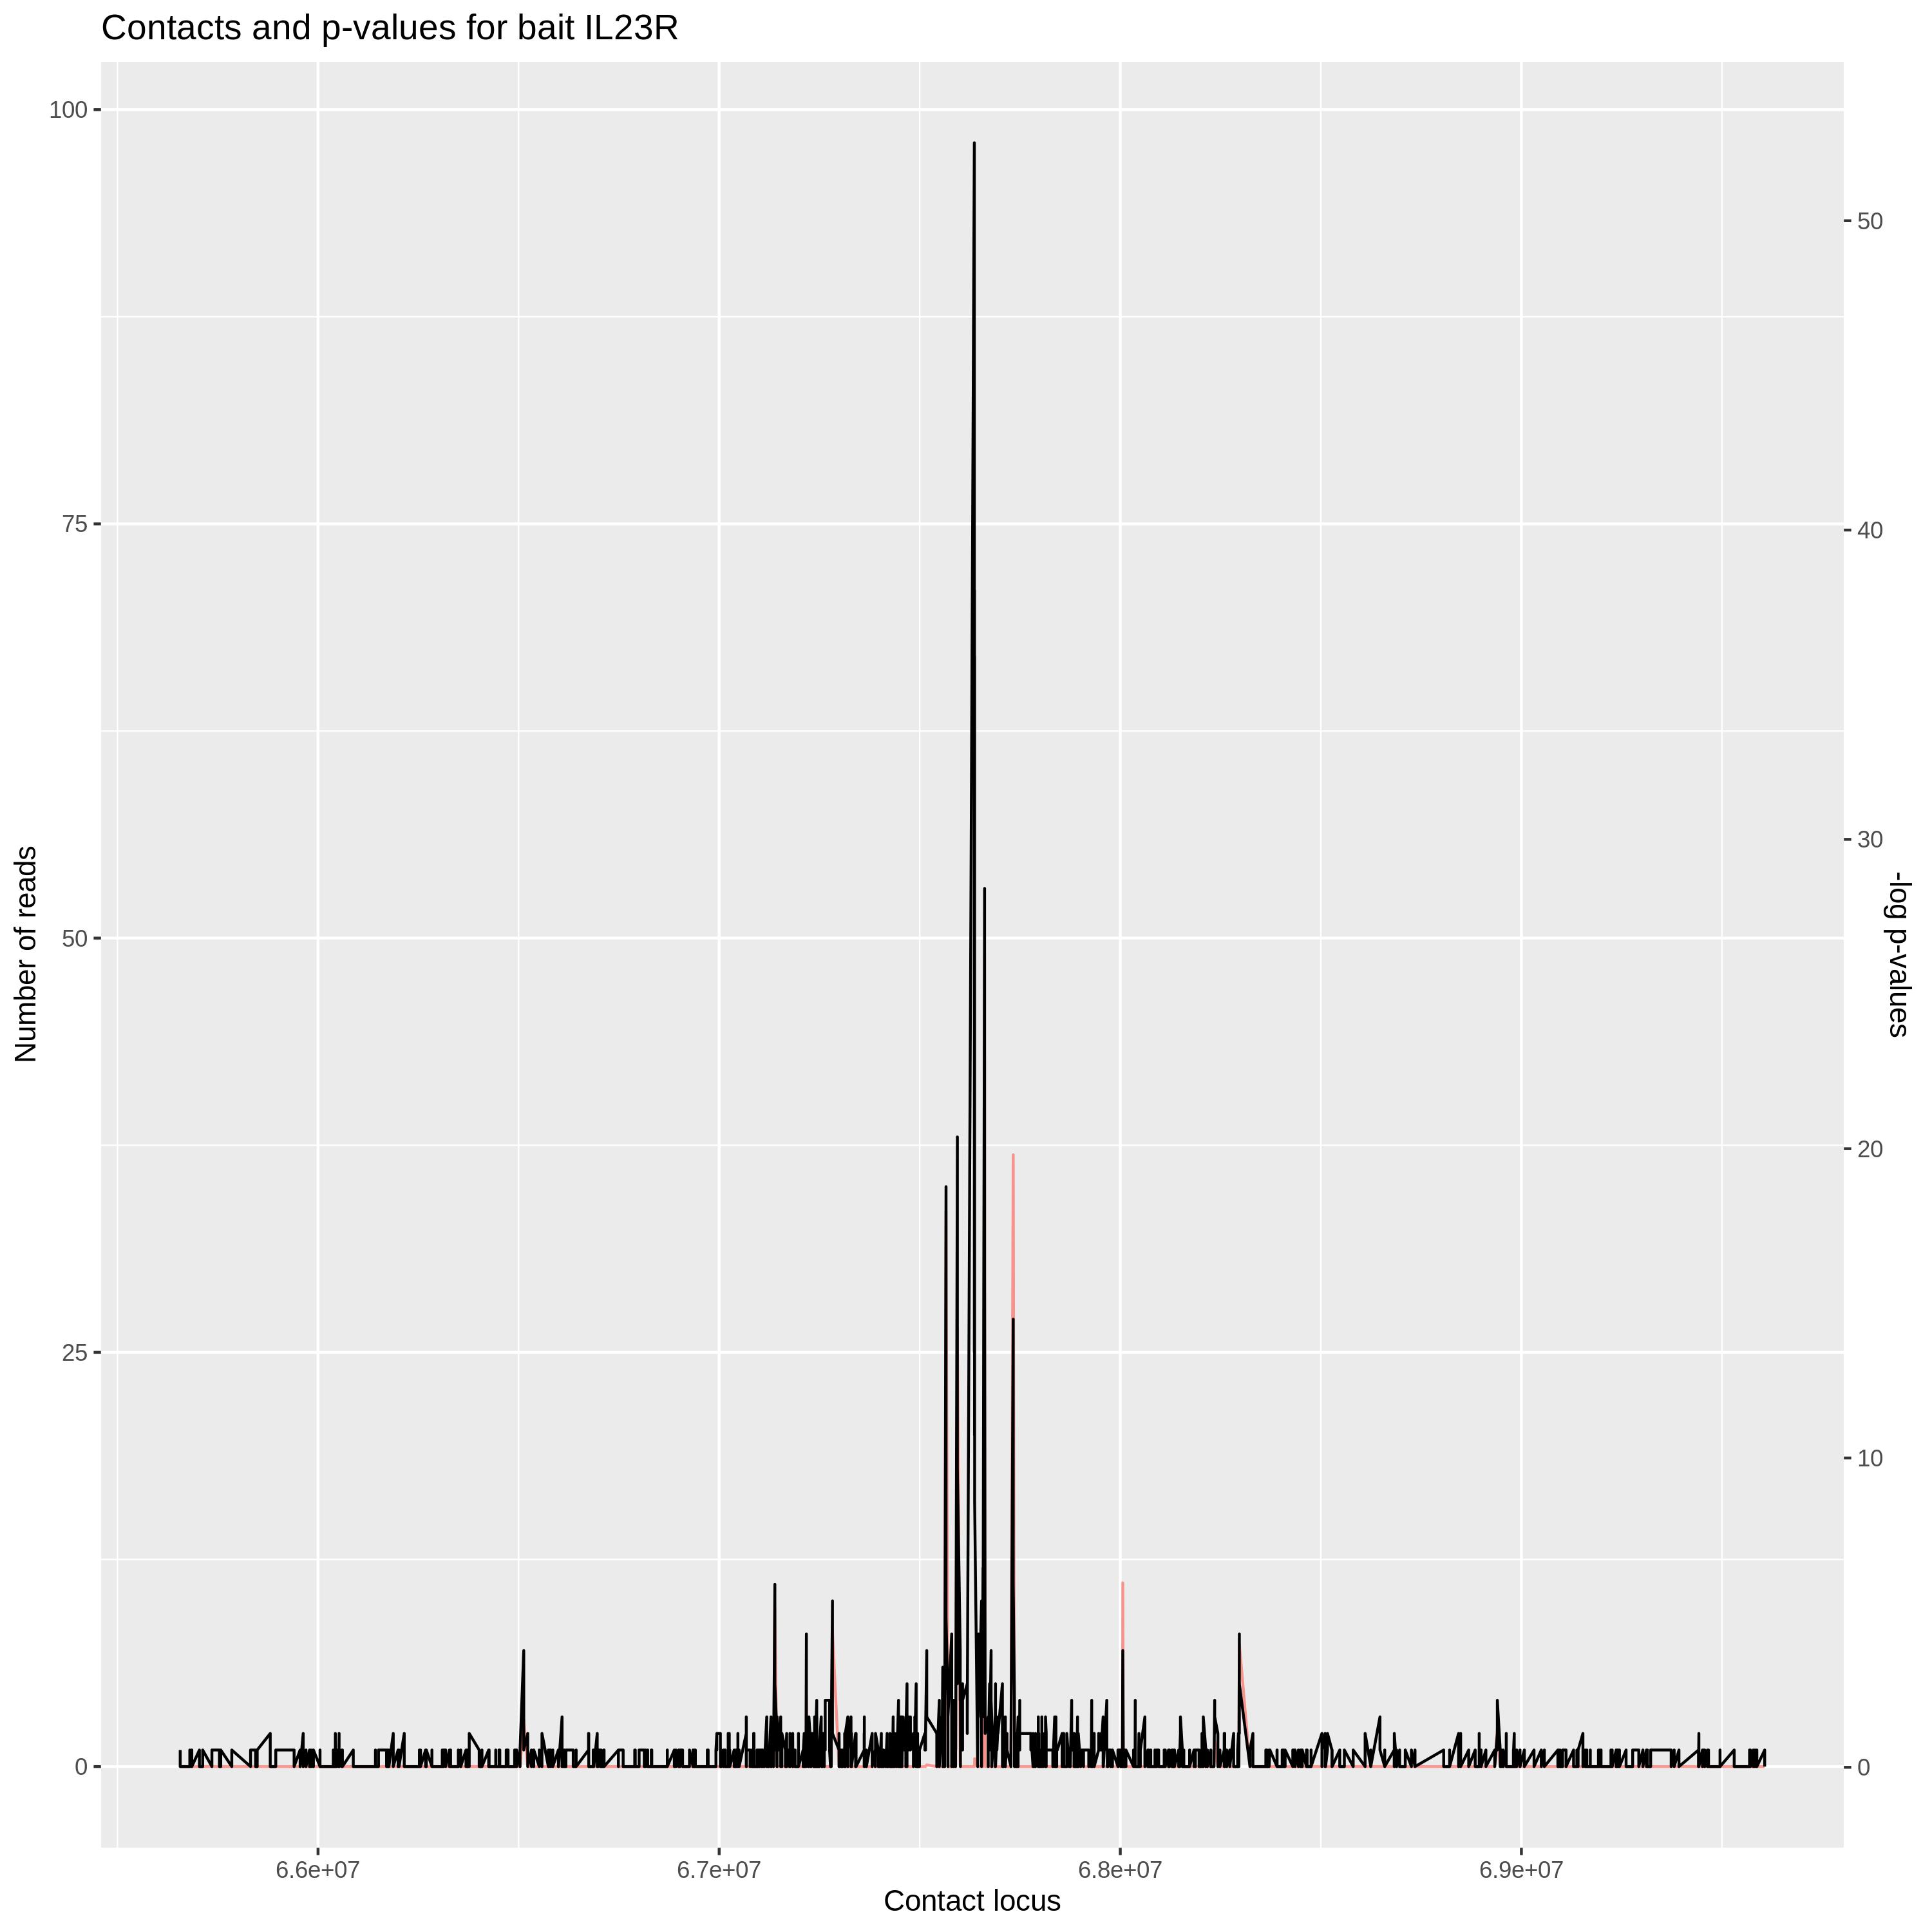 Contacts and p-values for bait IL23R
100
75
50
25
0
Number of reads
50
40
30
20
10
0
-log p-values
6.6e+07
6.7e+07
6.8e+07
6.9e+07
Contact locus